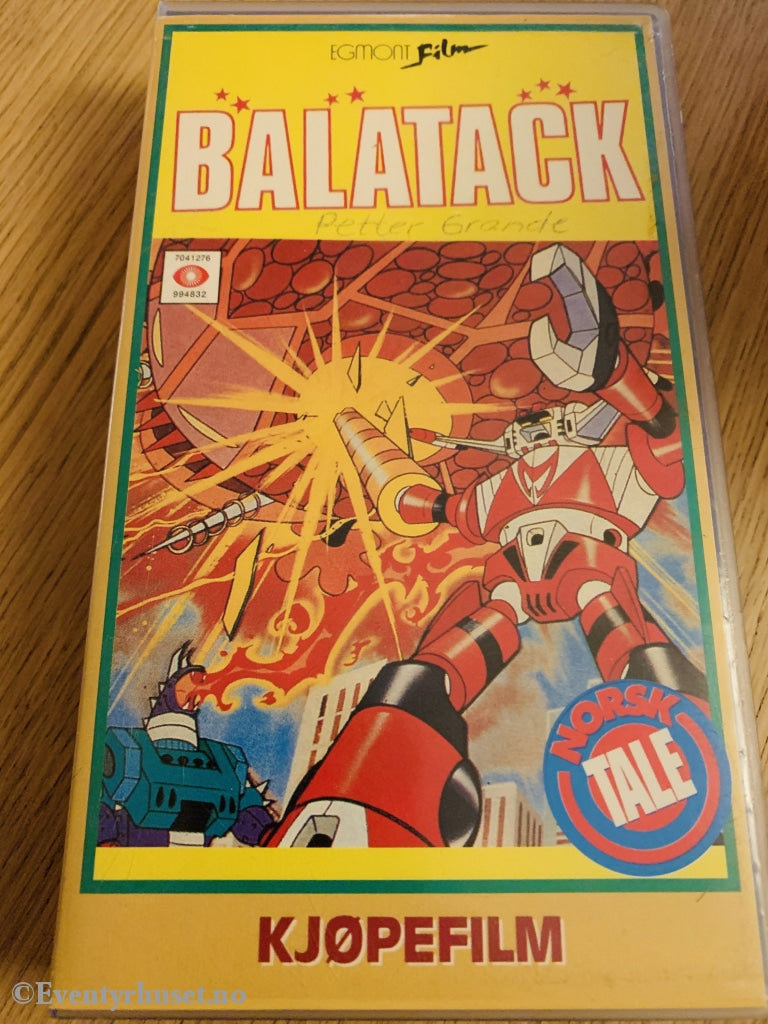 EGMONT Film
BALATACK
Petter Grande
7041276
994832
NORSK
TALE
KJØPEFILM
©Eventyrhuset.no